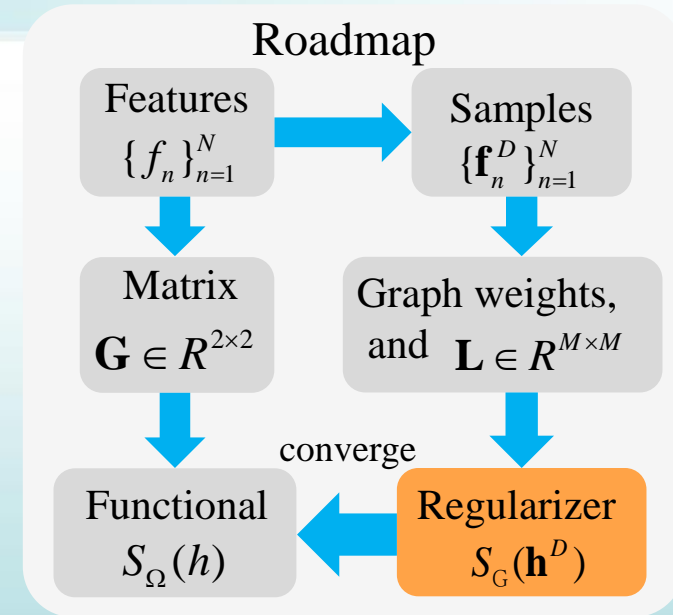 Roadmap
Features
{f_n}_{n=1}^N
Samples
{𝐟_n^D}_{n=1}^N
Matrix
𝐆 ∈ R^{2×2}
Graph weights,
and 𝐋 ∈ R^{M×M}
converge
Functional
S_Ω(h)
Regularizer
S_G(𝐡^D)